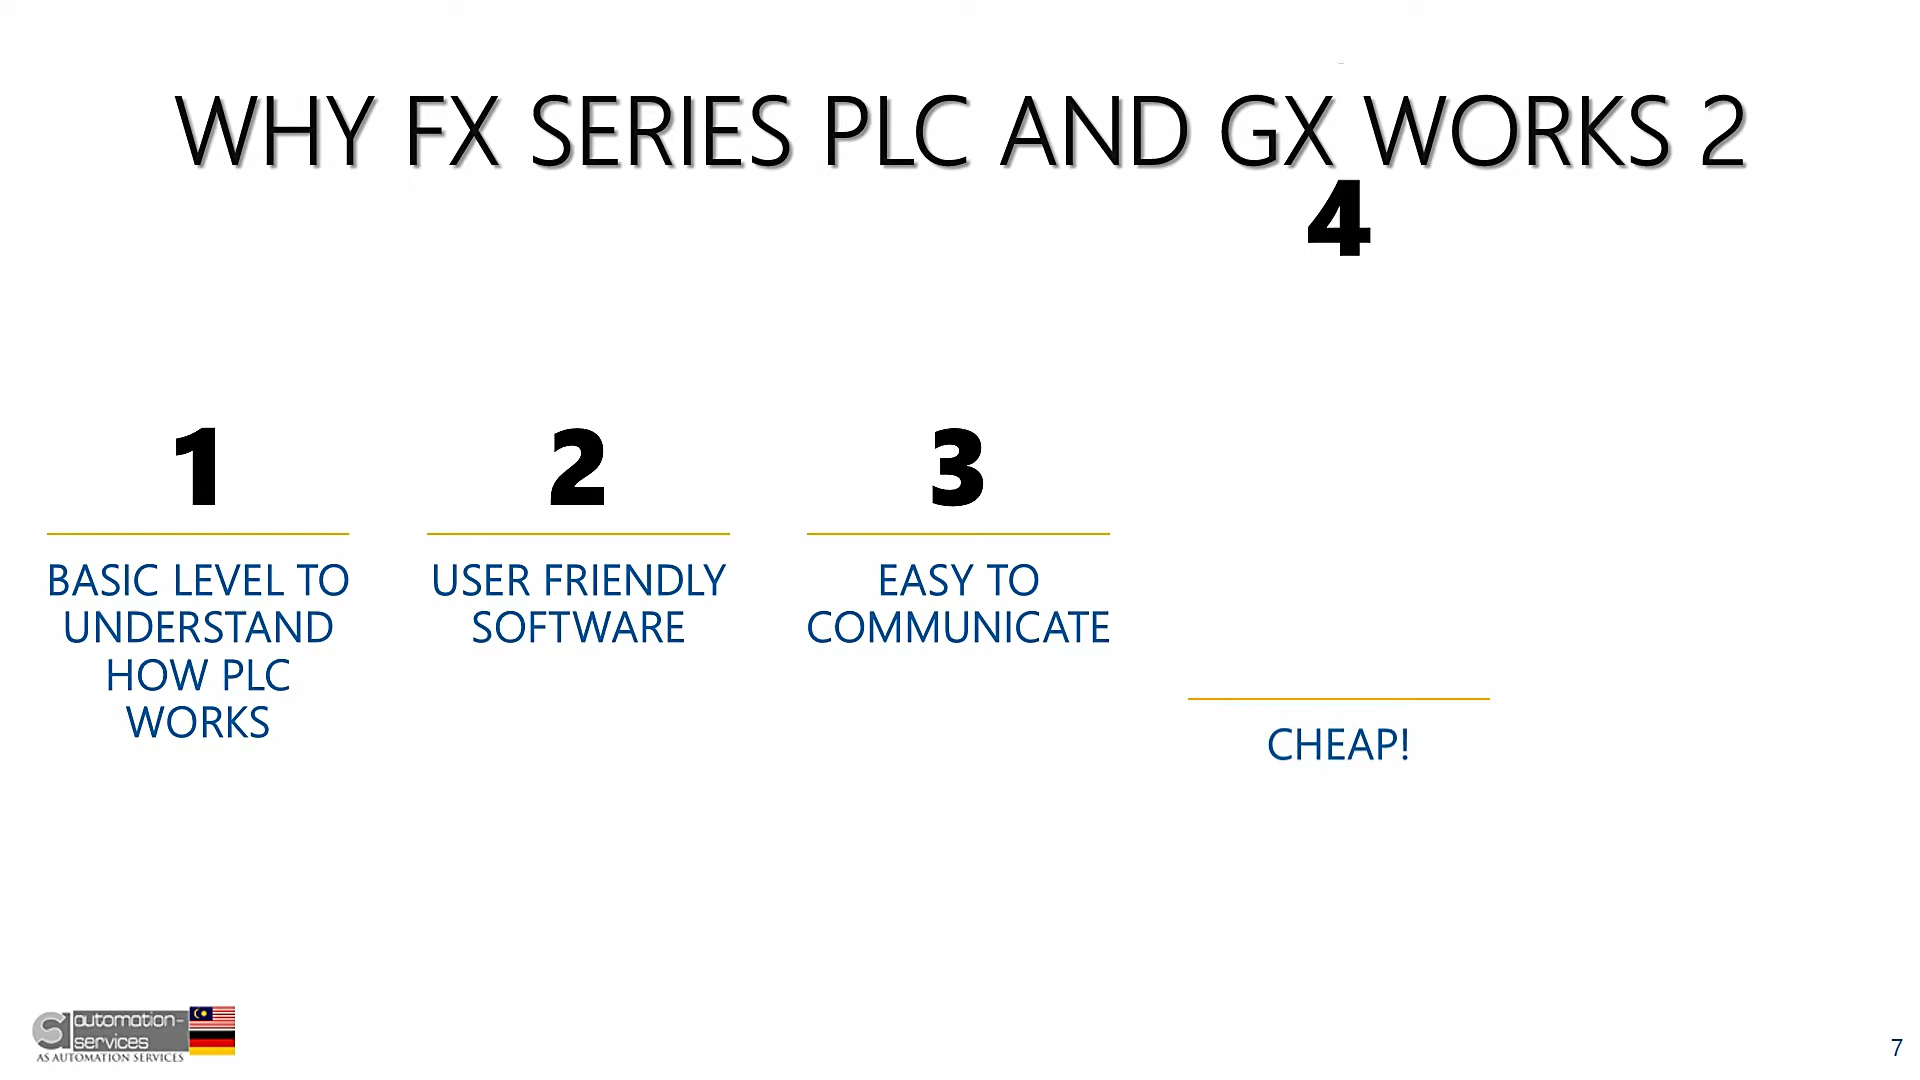 WHY FX SERIES PLC AND GX WORKS 2
1
BASIC LEVEL TO
UNDERSTAND
HOW PLC
WORKS
2
USER FRIENDLY
SOFTWARE
3
EASY TO
COMMUNICATE
4
CHEAP!
automation-
services
AS AUTOMATION SERVICES
7